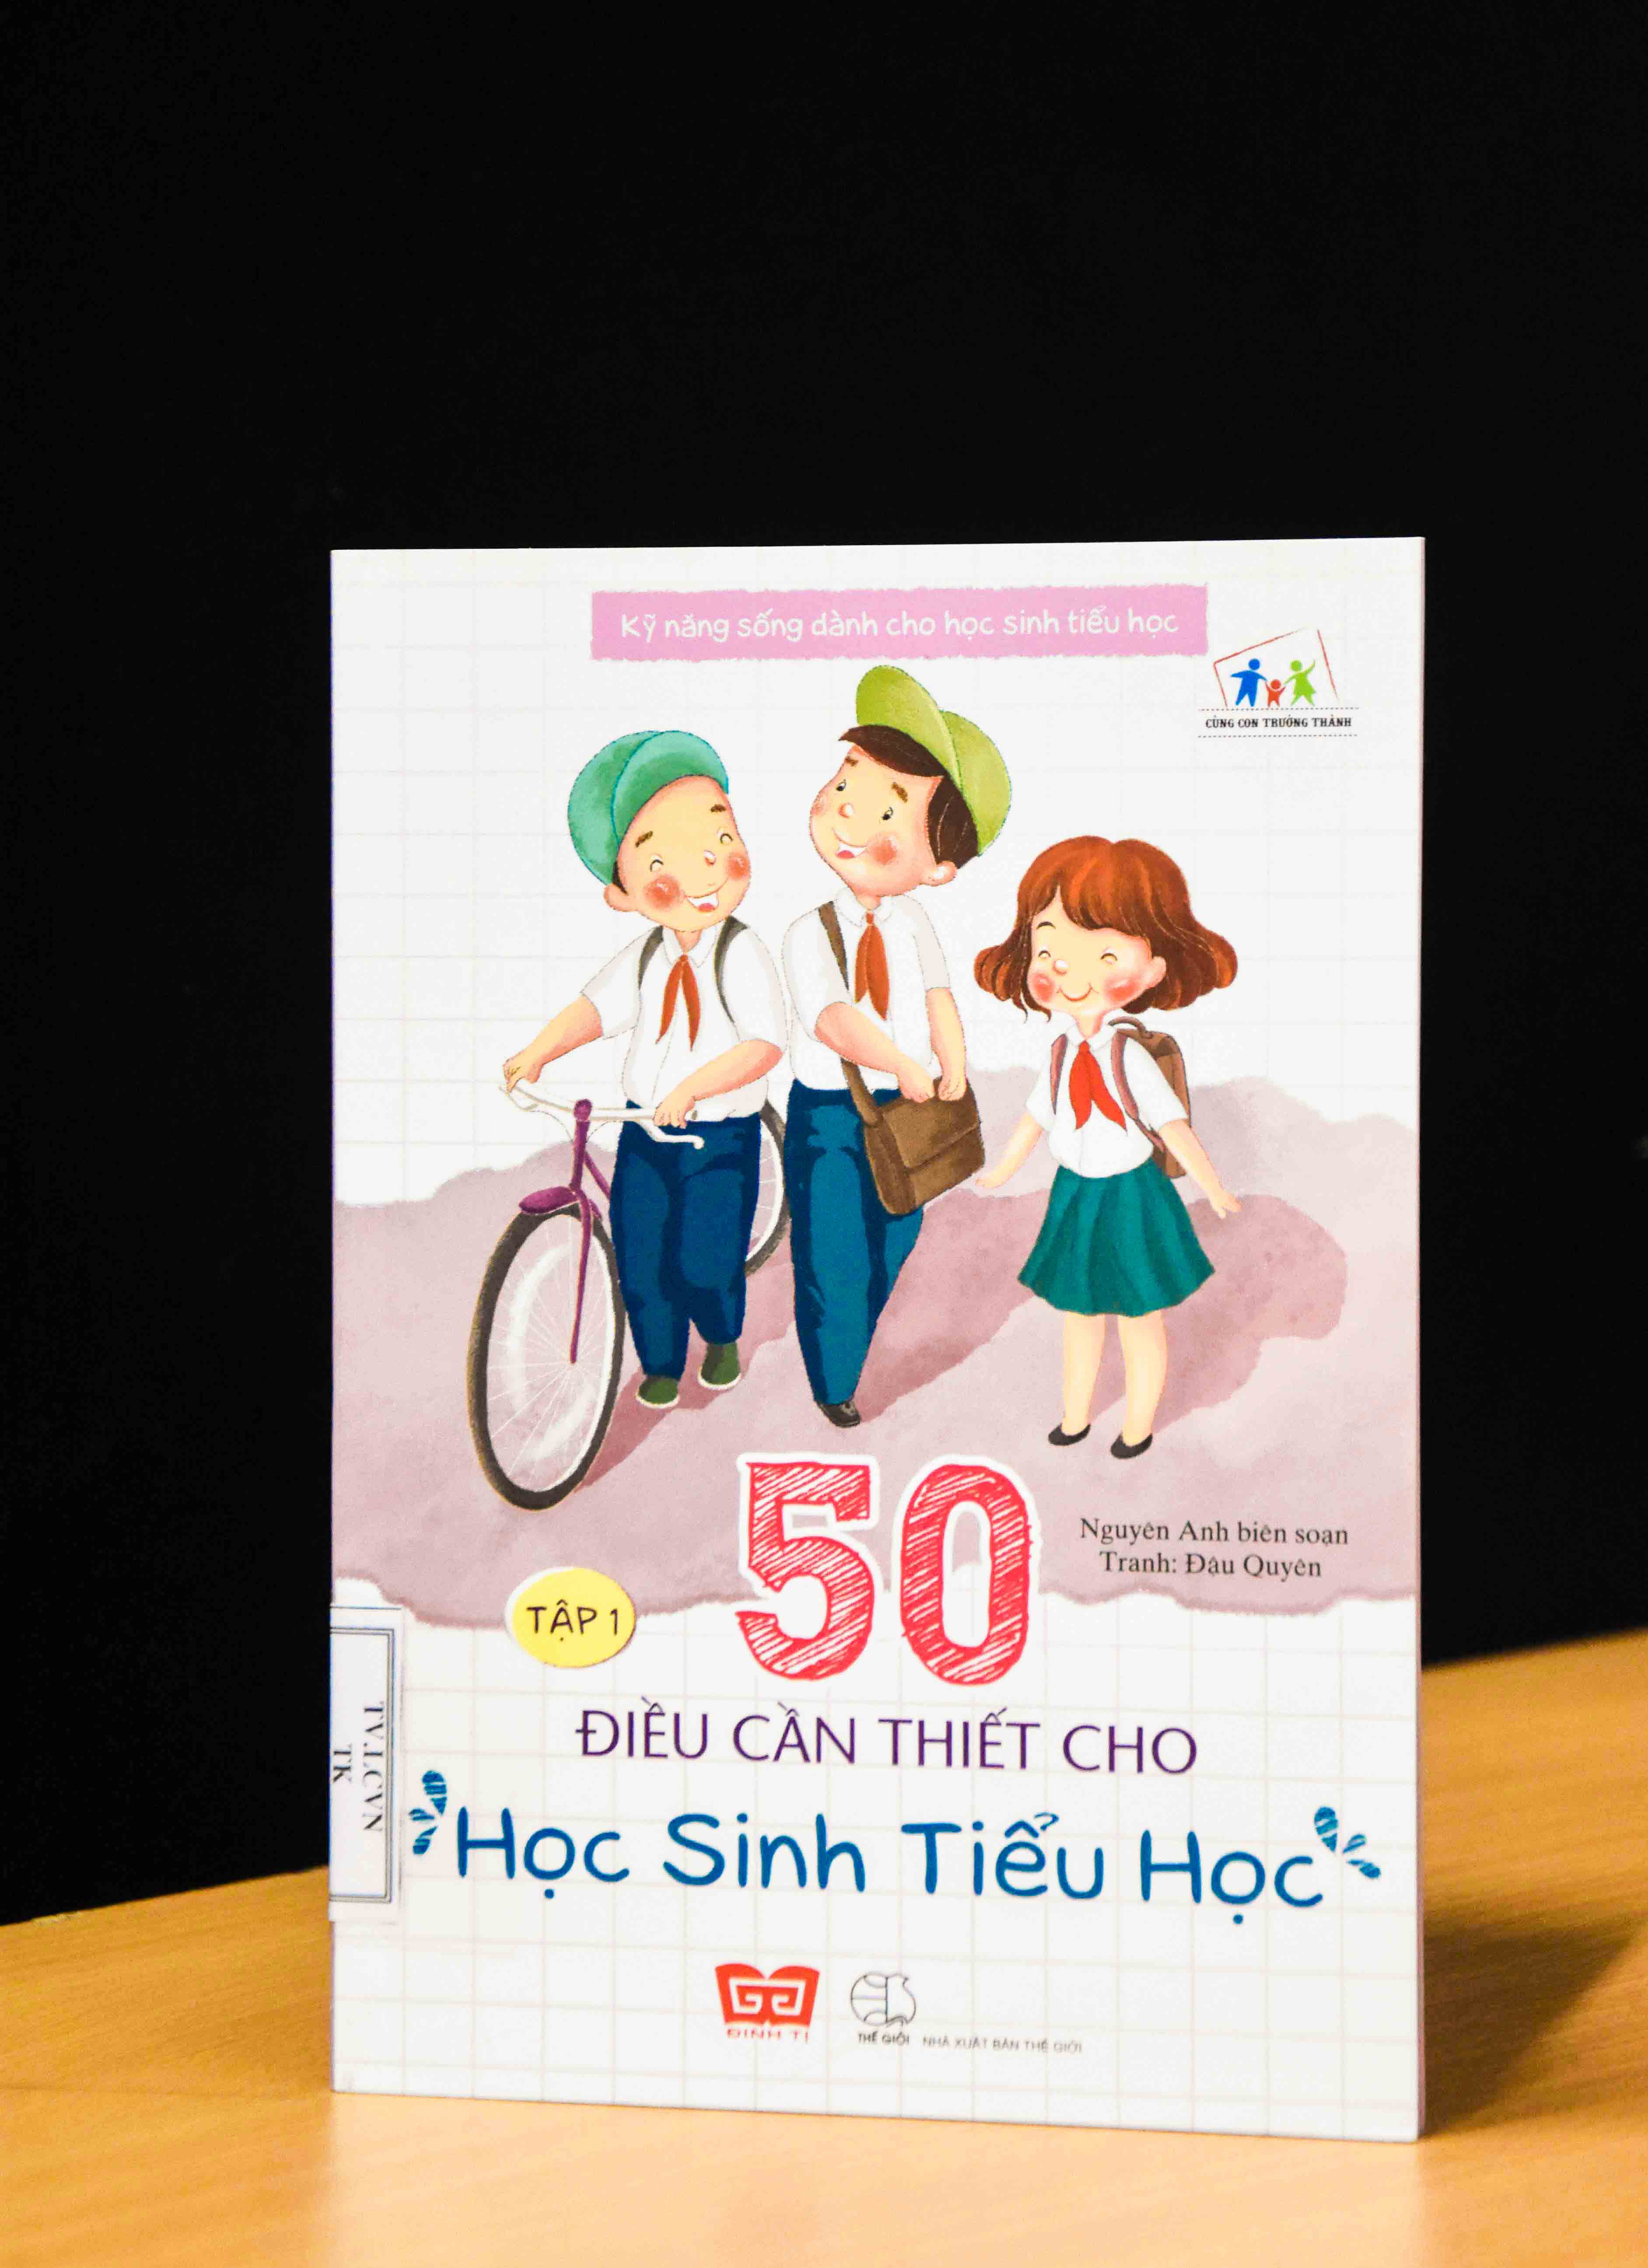 Kỹ năng sống dành cho học sinh tiểu học
CÙNG CON TRƯỞNG THÀNH
50
Nguyên Anh biên soạn
Tranh: Đậu Quyên
TẬP 1
ĐIỀU CẦN THIẾT CHO
Học Sinh Tiểu Học
TV.LCVN
TK
ĐINH TỊ
THẾ GIỚI
NHÀ XUẤT BẢN THẾ GIỚI